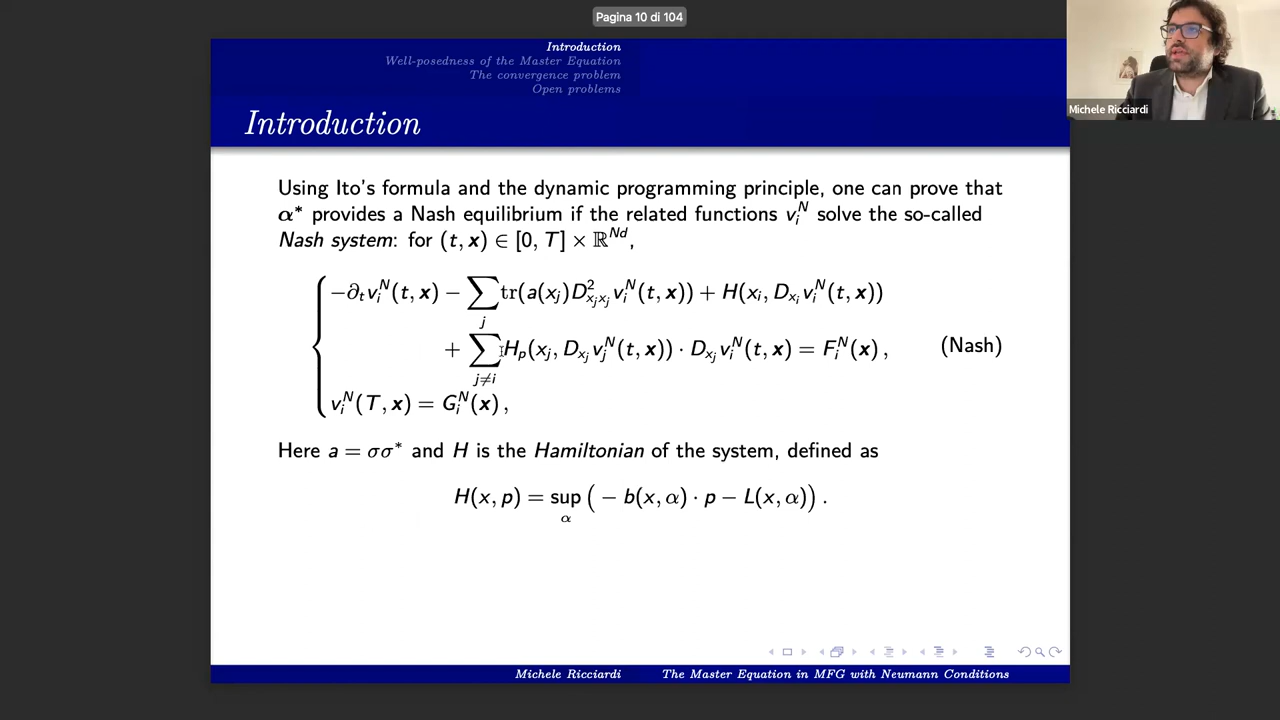 Pagina 10 di 104
Michele Ricciardi
Introduction
Well-posedness of the Master Equation
The convergence problem
Open problems
Introduction
Using Ito's formula and the dynamic programming principle, one can prove that
α* provides a Nash equilibrium if the related functions v_i^N solve the so-called
Nash system: for (t, x) ∈ [0, T] × ℝ^{Nd},
−∂_t v_i^N(t, x) − ∑_j tr(a(x_j)D²_{x_j x_j} v_i^N(t, x)) + H(x_i, D_{x_i} v_i^N(t, x))
+ ∑_{j≠i} H_p(x_j, D_{x_j} v_j^N(t, x)) · D_{x_j} v_i^N(t, x) = F_i^N(x) , (Nash)
v_i^N(T, x) = G_i^N(x) ,
Here a = σσ* and H is the Hamiltonian of the system, defined as
H(x, p) = sup_α ( − b(x, α) · p − L(x, α)) .
Michele Ricciardi The Master Equation in MFG with Neumann Conditions